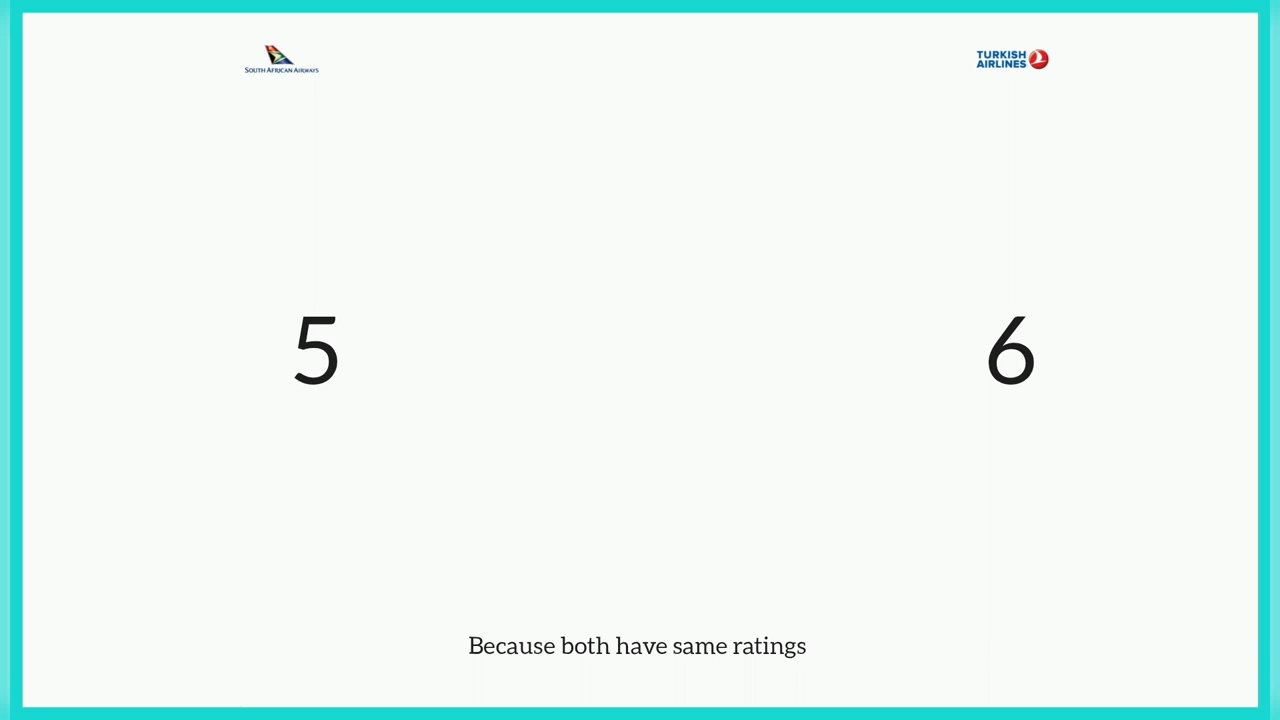 SOUTH AFRICAN AIRWAYS
TURKISH
AIRLINES
5
6
Because both have same ratings